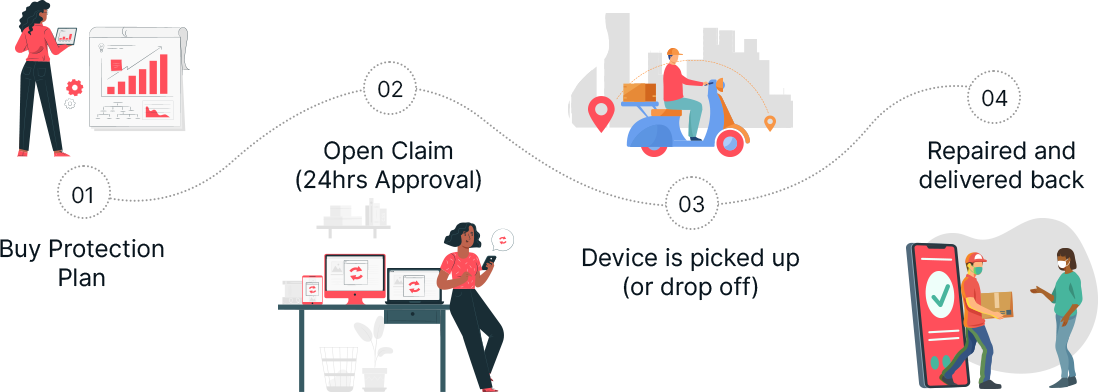 01
Buy Protection
Plan
02
Open Claim
(24hrs Approval)
03
Device is picked up
(or drop off)
04
Repaired and
delivered back